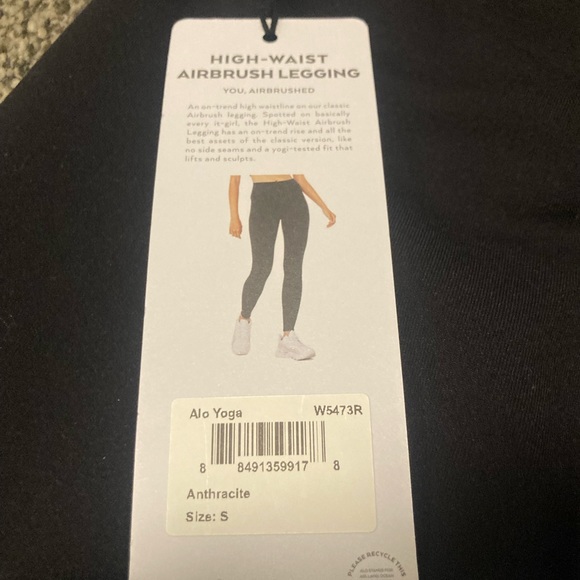 HIGH-WAIST
AIRBRUSH LEGGING
YOU, AIRBRUSHED
An on-trend high waistline on our classic
Airbrush legging. Spotted on basically
every it-girl, the High-Waist Airbrush
Legging has an on-trend rise and all the
best assets of the classic version, like
no side seams and a yogi-tested fit that
lifts and sculpts.
Alo Yoga W5473R
8 8491359917 8
Anthracite
Size: S
PLEASE RECYCLE THIS